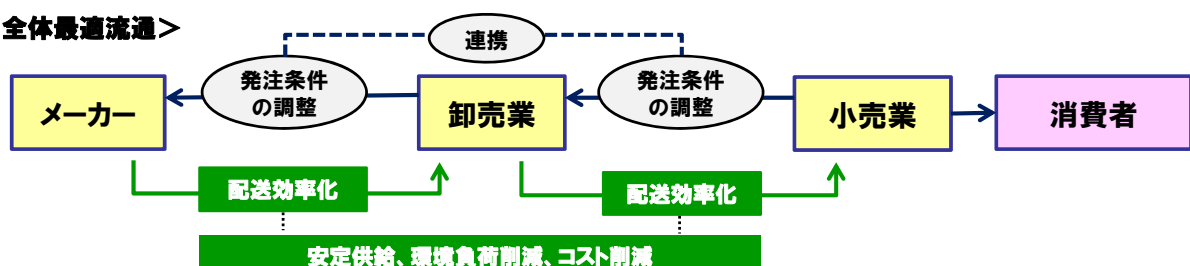 全体最適流通＞
連携
発注条件
の調整
発注条件
の調整
メーカー
卸売業
小売業
消費者
配送効率化
配送効率化
安定供給、環境負荷削減、コスト削減